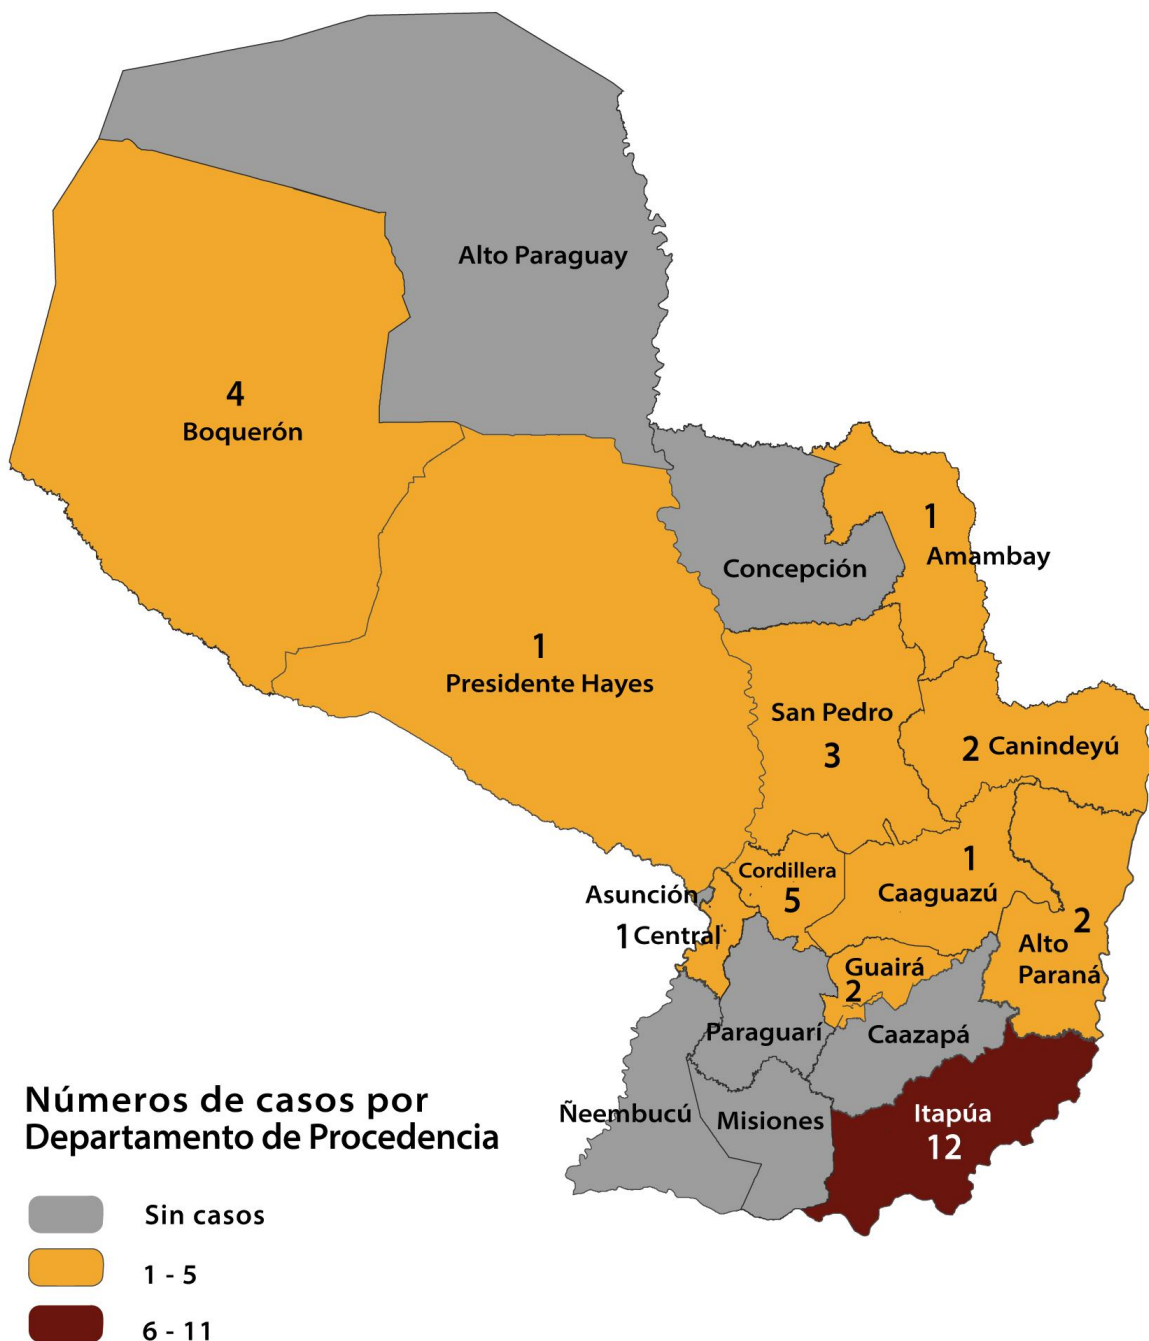 Alto Paraguay
4
Boquerón
1
Amambay
Concepción
1
Presidente Hayes
San Pedro
3
2 Canindeyú
Cordillera
5
1
Caaguazú
Asunción
1 Central
2
Alto
Paraná
Guairá
2
Paraguarí
Caazapá
Ñeembucú
Misiones
Itapúa
12
Números de casos por
Departamento de Procedencia
Sin casos
1 - 5
6 - 11